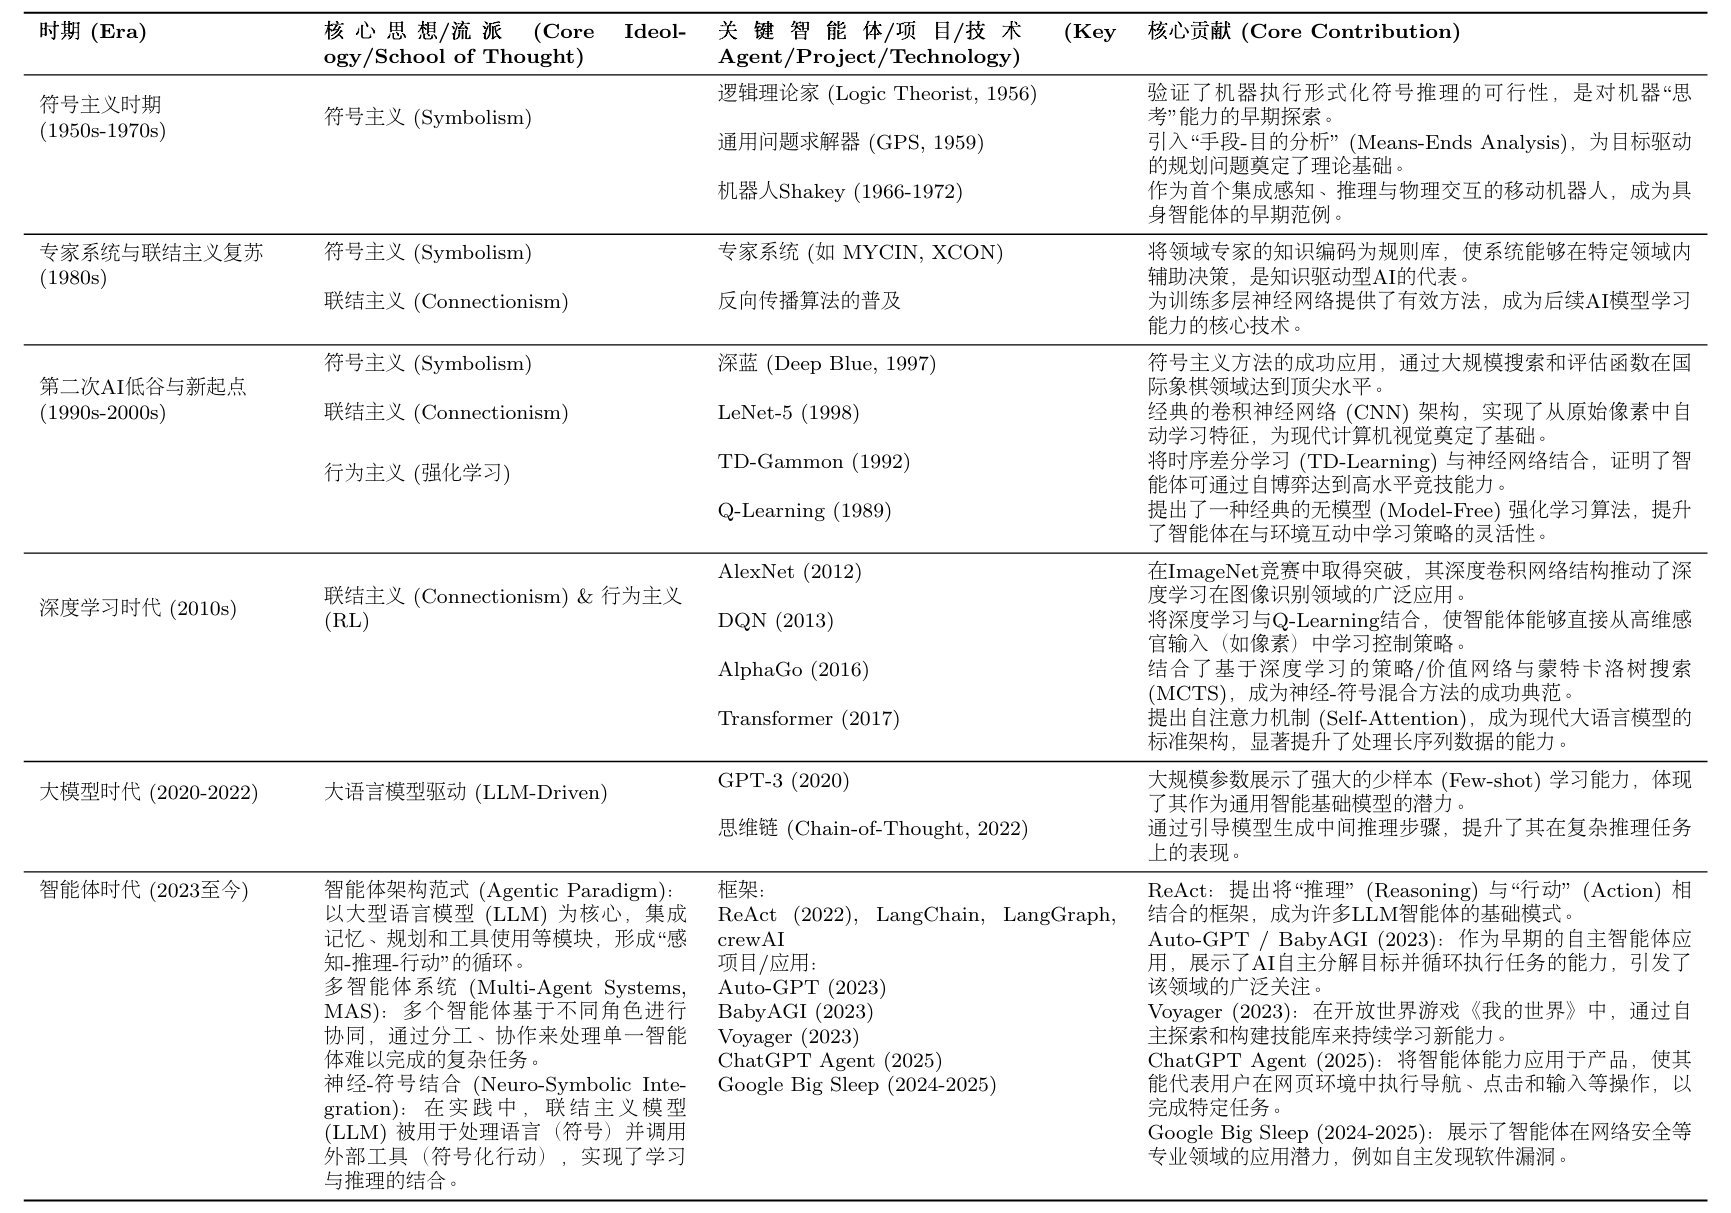 时期 (Era)
核心思想/流派 (Core Ideol-
ogy/School of Thought)
关键智能体/项目/技术 (Key
Agent/Project/Technology)
核心贡献 (Core Contribution)
符号主义时期
(1950s-1970s)
符号主义 (Symbolism)
逻辑理论家 (Logic Theorist, 1956)
验证了机器执行形式化符号推理的可行性，是对机器“思
考”能力的早期探索。
通用问题求解器 (GPS, 1959)
引入“手段-目的分析” (Means-Ends Analysis)，为目标驱动
的规划问题奠定了理论基础。
机器人Shakey (1966-1972)
作为首个集成感知、推理与物理交互的移动机器人，成为具
身智能体的早期范例。
专家系统与联结主义复苏
(1980s)
符号主义 (Symbolism)
专家系统 (如 MYCIN, XCON)
将领域专家的知识编码为规则库，使系统能够在特定领域内
辅助决策，是知识驱动型AI的代表。
联结主义 (Connectionism)
反向传播算法的普及
为训练多层神经网络提供了有效方法，成为后续AI模型学习
能力的核心技术。
第二次AI低谷与新起点
(1990s-2000s)
符号主义 (Symbolism)
深蓝 (Deep Blue, 1997)
符号主义方法的成功应用，通过大规模搜索和评估函数在国
际象棋领域达到顶尖水平。
联结主义 (Connectionism)
LeNet-5 (1998)
经典的卷积神经网络 (CNN) 架构，实现了从原始像素中自
动学习特征，为现代计算机视觉奠定了基础。
行为主义 (强化学习)
TD-Gammon (1992)
将时序差分学习 (TD-Learning) 与神经网络结合，证明了智
能体可通过自博弈达到高水平竞技能力。
Q-Learning (1989)
提出了一种经典的无模型 (Model-Free) 强化学习算法，提升
了智能体在与环境互动中学习策略的灵活性。
深度学习时代 (2010s)
联结主义 (Connectionism) & 行为主义
(RL)
AlexNet (2012)
在ImageNet竞赛中取得突破，其深度卷积网络结构推动了深
度学习在图像识别领域的广泛应用。
DQN (2013)
将深度学习与Q-Learning结合，使智能体能够直接从高维感
官输入（如像素）中学习控制策略。
AlphaGo (2016)
结合了基于深度学习的策略/价值网络与蒙特卡洛树搜索
(MCTS)，成为神经-符号混合方法的成功典范。
Transformer (2017)
提出自注意力机制 (Self-Attention)，成为现代大语言模型的
标准架构，显著提升了处理长序列数据的能力。
大模型时代 (2020-2022)
大语言模型驱动 (LLM-Driven)
GPT-3 (2020)
大规模参数展示了强大的少样本 (Few-shot) 学习能力，体现
了其作为通用智能基础模型的潜力。
思维链 (Chain-of-Thought, 2022)
通过引导模型生成中间推理步骤，提升了其在复杂推理任务
上的表现。
智能体时代 (2023至今)
智能体架构范式 (Agentic Paradigm)：
以大型语言模型 (LLM) 为核心，集成
记忆、规划和工具使用等模块，形成“感
知-推理-行动”的循环。
多智能体系统 (Multi-Agent Systems,
MAS)：多个智能体基于不同角色进行
协同，通过分工、协作来处理单一智能
体难以完成的复杂任务。
神经-符号结合 (Neuro-Symbolic Inte-
gration)：在实践中，联结主义模型
(LLM) 被用于处理语言（符号）并调用
外部工具（符号化行动），实现了学习
与推理的结合。
框架：
ReAct (2022), LangChain, LangGraph,
crewAI
项目/应用：
Auto-GPT (2023)
BabyAGI (2023)
Voyager (2023)
ChatGPT Agent (2025)
Google Big Sleep (2024-2025)
ReAct：提出将“推理” (Reasoning) 与“行动” (Action) 相
结合的框架，成为许多LLM智能体的基础模式。
Auto-GPT / BabyAGI (2023)：作为早期的自主智能体应
用，展示了AI自主分解目标并循环执行任务的能力，引发了
该领域的广泛关注。
Voyager (2023)：在开放世界游戏《我的世界》中，通过自
主探索和构建技能库来持续学习新能力。
ChatGPT Agent (2025)：将智能体能力应用于产品，使其
能代表用户在网页环境中执行导航、点击和输入等操作，以
完成特定任务。
Google Big Sleep (2024-2025)：展示了智能体在网络安全等
专业领域的应用潜力，例如自主发现软件漏洞。